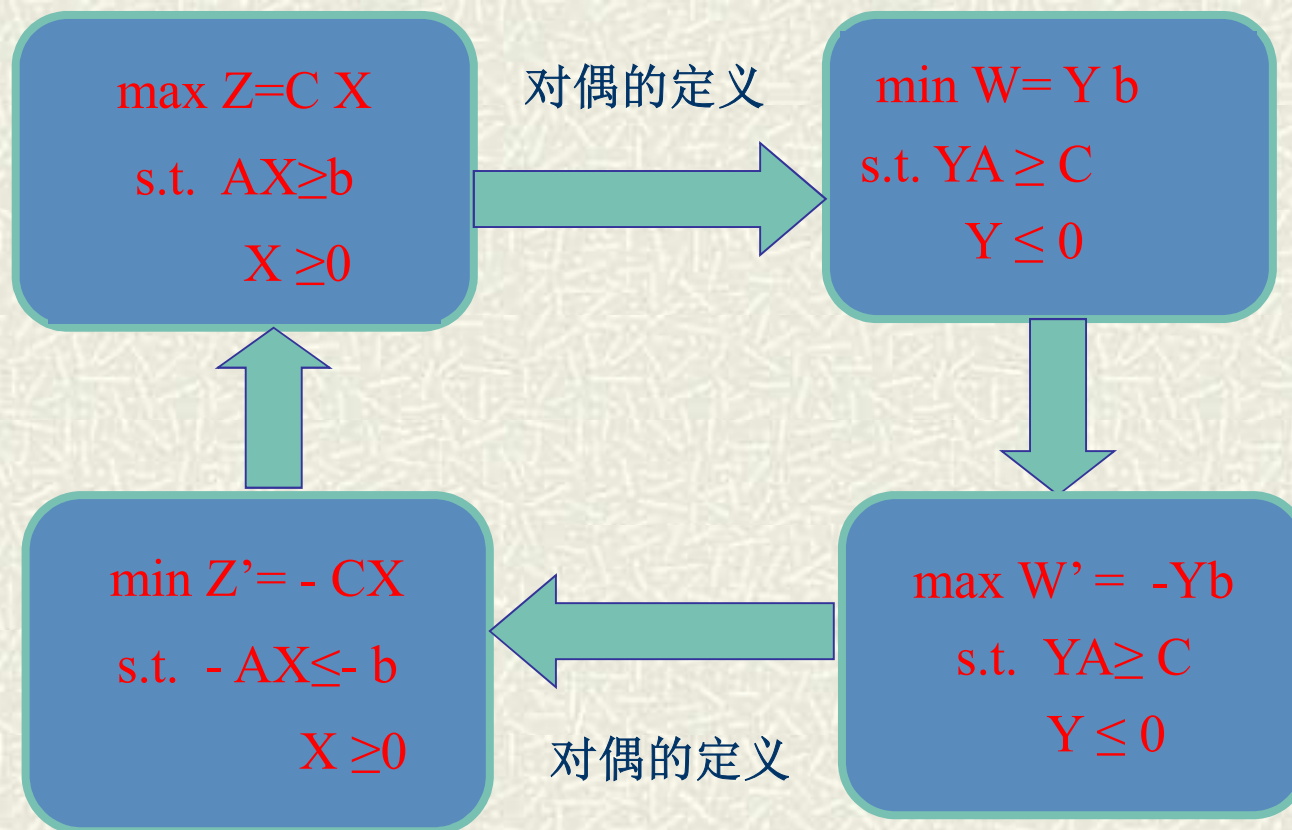 max Z=C X
s.t. AX≥b
X ≥0
对偶的定义
min W= Y b
s.t. YA ≥ C
Y ≤ 0
max W’ = -Yb
s.t. YA≥ C
Y ≤ 0
对偶的定义
min Z’= - CX
s.t. - AX≤- b
X ≥0